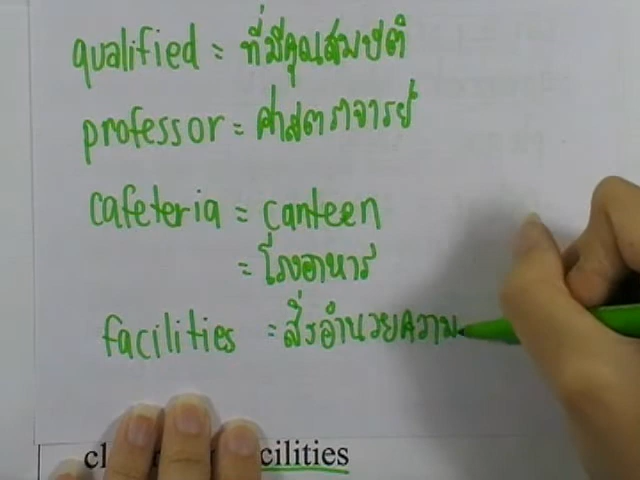 qualified = ที่มีคุณสมบัติ
professor = ศาสตราจารย์
cafeteria = canteen
= โรงอาหาร
facilities = สิ่งอำนวยความ
cilities